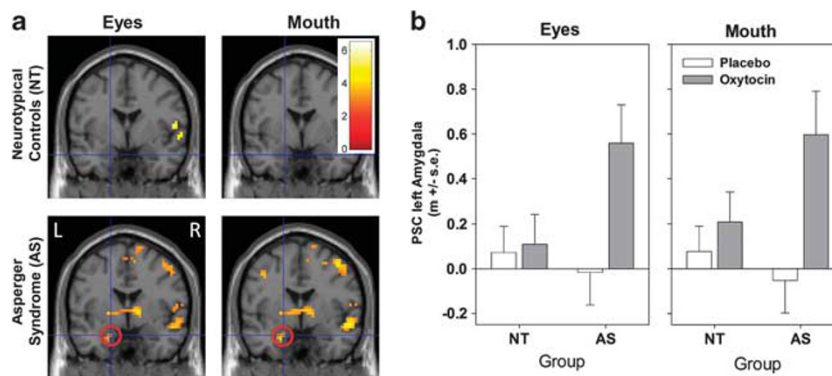 a
Eyes
Mouth
Neurotypical
Controls (NT)
6
4
2
0
Asperger
Syndrome (AS)
L
R
b
Eyes
Mouth
PSC left Amygdala
(m +/- s.e.)
1.0
0.8
0.6
0.4
0.2
0.0
-0.2
Placebo
Oxytocin
NT
AS
NT
AS
Group
Group